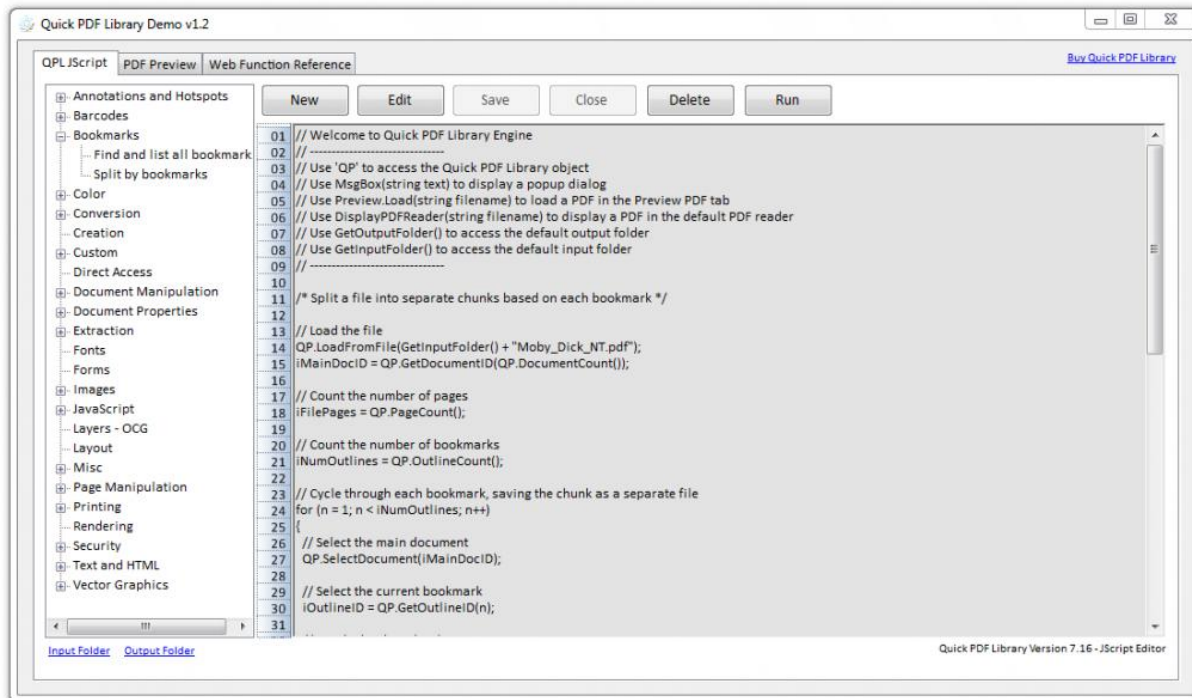 Quick PDF Library Demo v1.2
QPL JScript PDF Preview Web Function Reference
Buy Quick PDF Library
Annotations and Hotspots
Barcodes
Bookmarks
Find and list all bookmark
Split by bookmarks
Color
Conversion
Creation
Custom
Direct Access
Document Manipulation
Document Properties
Extraction
Fonts
Forms
Images
JavaScript
Layers - OCG
Layout
Misc
Page Manipulation
Printing
Rendering
Security
Text and HTML
Vector Graphics
New Edit Save Close Delete Run
01 // Welcome to Quick PDF Library Engine
02 // -------------------------------
03 // Use 'QP' to access the Quick PDF Library object
04 // Use MsgBox(string text) to display a popup dialog
05 // Use Preview.Load(string filename) to load a PDF in the Preview PDF tab
06 // Use DisplayPDFReader(string filename) to display a PDF in the default PDF reader
07 // Use GetOutputFolder() to access the default output folder
08 // Use GetInputFolder() to access the default input folder
09 // -------------------------------
10
11 /* Split a file into separate chunks based on each bookmark */
12
13 // Load the file
14 QP.LoadFromFile(GetInputFolder() + "Moby_Dick_NT.pdf");
15 iMainDocID = QP.GetDocumentID(QP.DocumentCount());
16
17 // Count the number of pages
18 iFilePages = QP.PageCount();
19
20 // Count the number of bookmarks
21 iNumOutlines = QP.OutlineCount();
22
23 // Cycle through each bookmark, saving the chunk as a separate file
24 for (n = 1; n < iNumOutlines; n++)
25 {
26 // Select the main document
27 QP.SelectDocument(iMainDocID);
28
29 // Select the current bookmark
30 iOutlineID = QP.GetOutlineID(n);
31
Input Folder Output Folder
Quick PDF Library Version 7.16 - JScript Editor